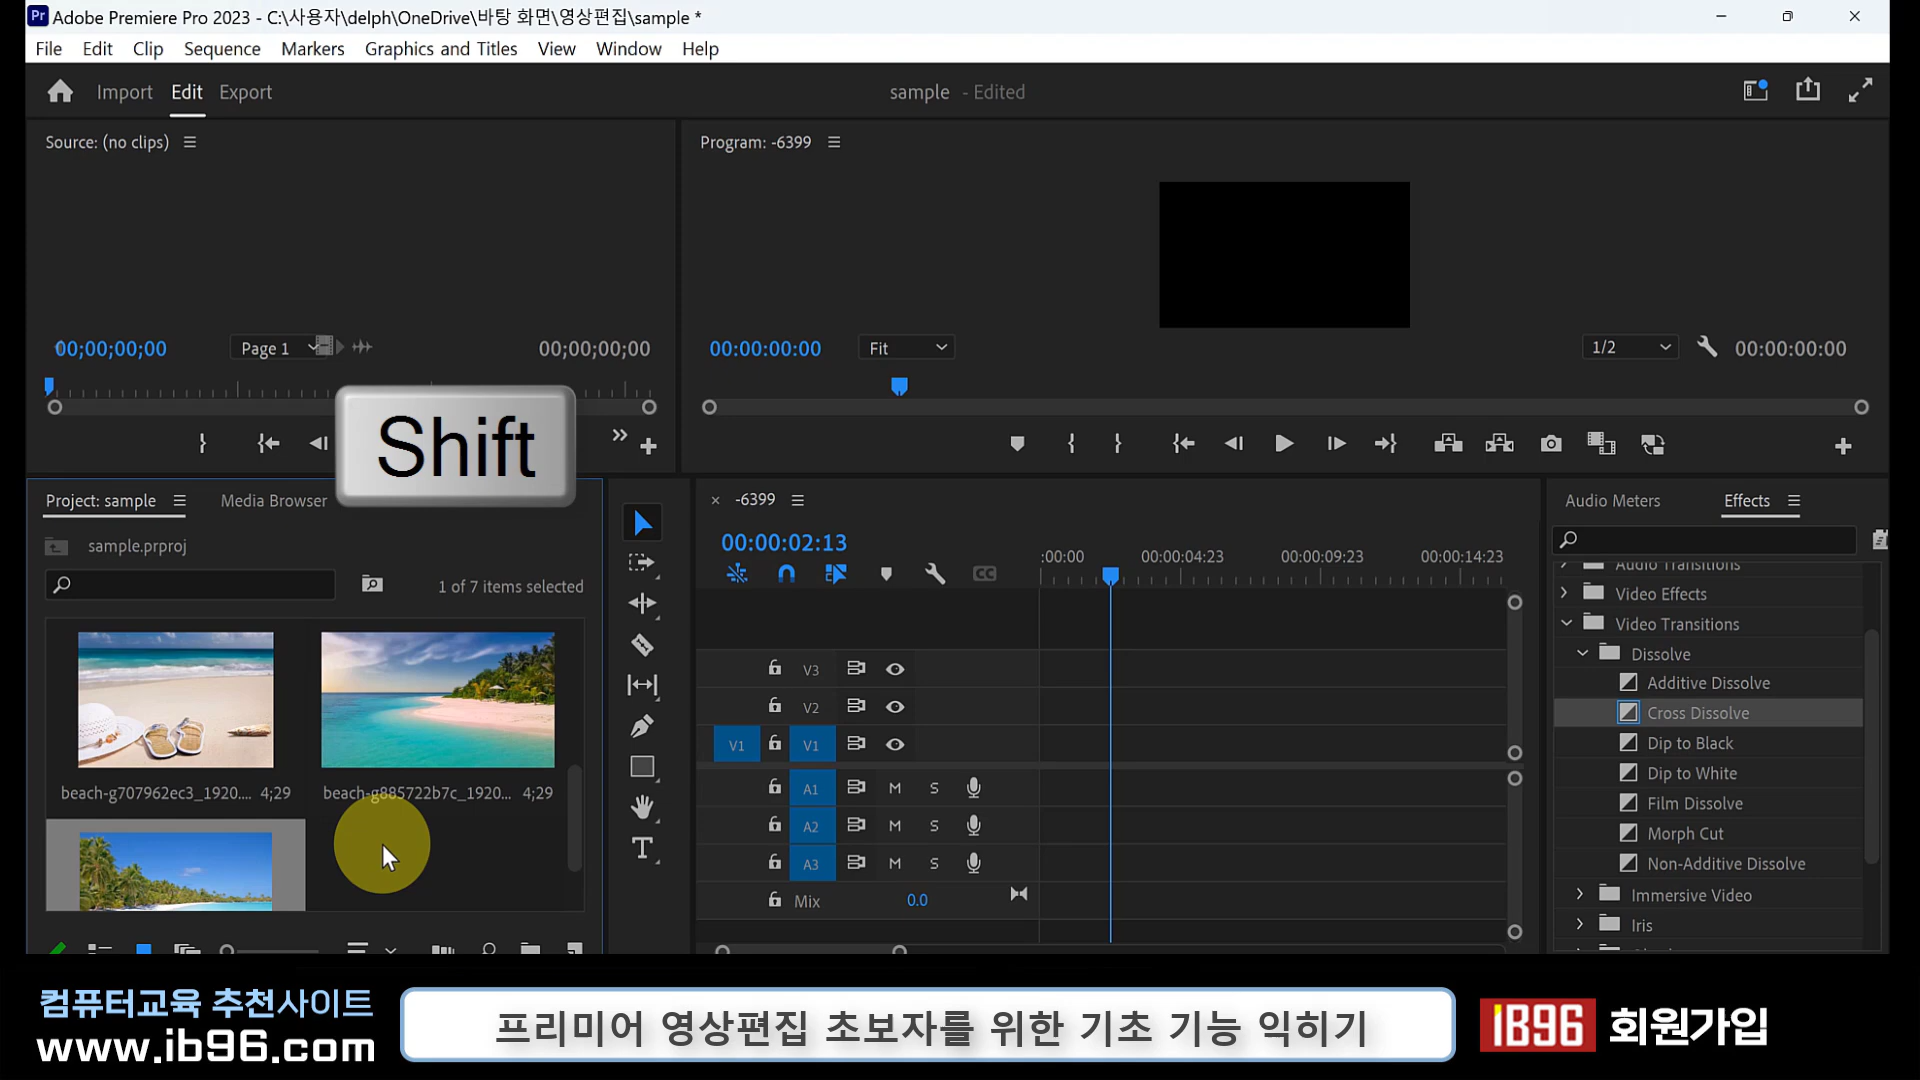 Pr Adobe Premiere Pro 2023 - C:\사용자\delph\OneDrive\바탕 화면\영상편집\sample *
File Edit Clip Sequence Markers Graphics and Titles View Window Help
Import Edit Export
sample - Edited
Source: (no clips)
Program: -6399
00;00;00;00
Page 1
00;00;00;00
00:00:00:00
Fit
1/2
00:00:00:00
Shift
Project: sample
Media Browser
sample.prproj
1 of 7 items selected
beach-g707962ec3_1920.... 4;29
beach-g885722b7c_1920... 4;29
-6399
00:00:02:13
:00:00 00:00:04:23 00:00:09:23 00:00:14:23
V3
V2
V1 V1
A1 M S
A2 M S
A3 M S
Mix 0.0
Audio Meters
Effects
Audio Transitions
Video Effects
Video Transitions
Dissolve
Additive Dissolve
Cross Dissolve
Dip to Black
Dip to White
Film Dissolve
Morph Cut
Non-Additive Dissolve
Immersive Video
Iris
컴퓨터교육 추천사이트
www.ib96.com
프리미어 영상편집 초보자를 위한 기초 기능 익히기
IB96 회원가입